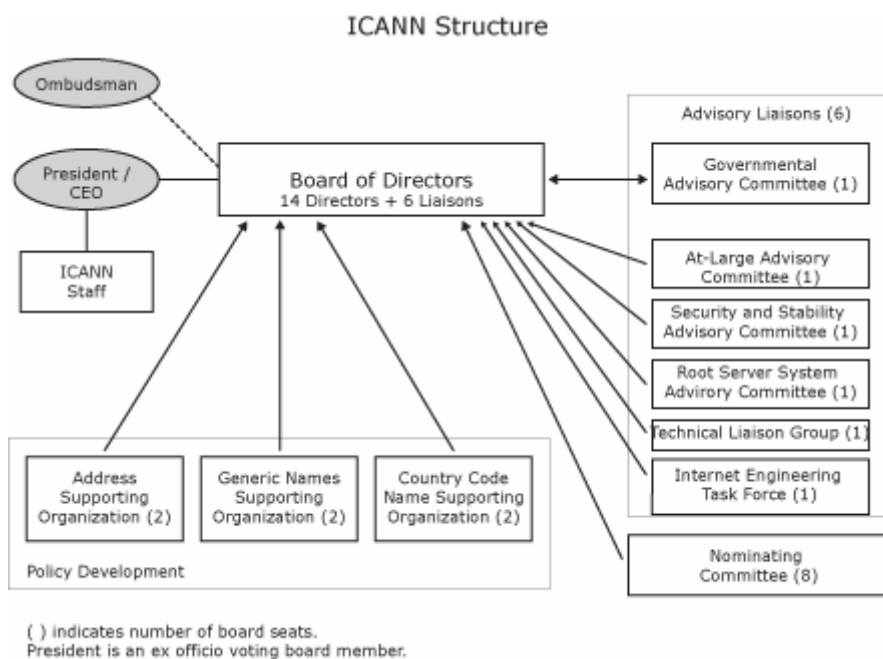 ICANN Structure
Ombudsman
President /
CEO
ICANN
Staff
Board of Directors
14 Directors + 6 Liaisons
Advisory Liaisons (6)
Governmental
Advisory Committee (1)
At-Large Advisory
Committee (1)
Security and Stability
Advisory Committee (1)
Root Server System
Advirory Committee (1)
Technical Liaison Group (1)
Internet Engineering
Task Force (1)
Nominating
Committee (8)
Address
Supporting
Organization (2)
Generic Names
Supporting
Organization (2)
Country Code
Name Supporting
Organization (2)
Policy Development
( ) indicates number of board seats.
President is an ex officio voting board member.